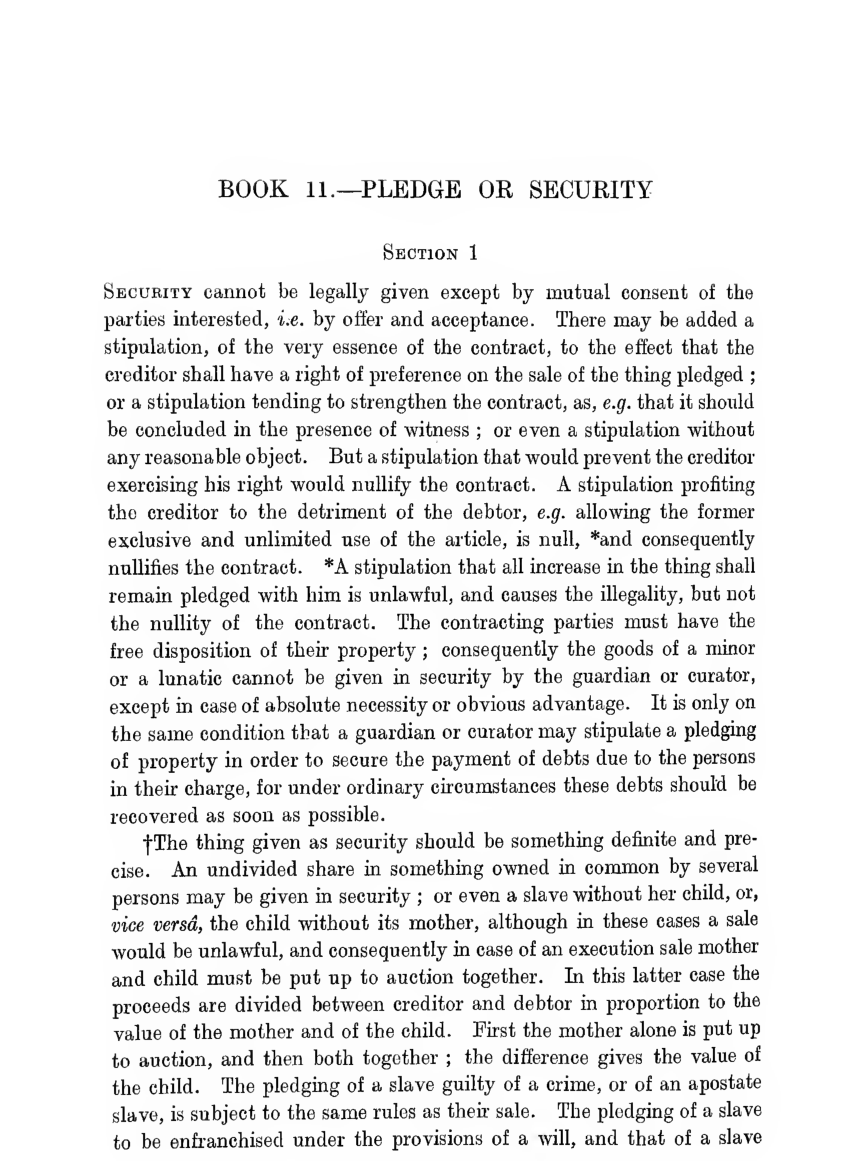 BOOK 11.—PLEDGE OR SECURITY
SECTION 1
SECURITY cannot be legally given except by mutual consent of the
parties interested, i.e. by offer and acceptance. There may be added a
stipulation, of the very essence of the contract, to the effect that the
creditor shall have a right of preference on the sale of the thing pledged ;
or a stipulation tending to strengthen the contract, as, e.g. that it should
be concluded in the presence of witness ; or even a stipulation without
any reasonable object. But a stipulation that would prevent the creditor
exercising his right would nullify the contract. A stipulation profiting
the creditor to the detriment of the debtor, e.g. allowing the former
exclusive and unlimited use of the article, is null, *and consequently
nullifies the contract. *A stipulation that all increase in the thing shall
remain pledged with him is unlawful, and causes the illegality, but not
the nullity of the contract. The contracting parties must have the
free disposition of their property ; consequently the goods of a minor
or a lunatic cannot be given in security by the guardian or curator,
except in case of absolute necessity or obvious advantage. It is only on
the same condition that a guardian or curator may stipulate a pledging
of property in order to secure the payment of debts due to the persons
in their charge, for under ordinary circumstances these debts should be
recovered as soon as possible.
†The thing given as security should be something definite and pre-
cise. An undivided share in something owned in common by several
persons may be given in security ; or even a slave without her child, or,
vice versâ, the child without its mother, although in these cases a sale
would be unlawful, and consequently in case of an execution sale mother
and child must be put up to auction together. In this latter case the
proceeds are divided between creditor and debtor in proportion to the
value of the mother and of the child. First the mother alone is put up
to auction, and then both together ; the difference gives the value of
the child. The pledging of a slave guilty of a crime, or of an apostate
slave, is subject to the same rules as their sale. The pledging of a slave
to be enfranchised under the provisions of a will, and that of a slave